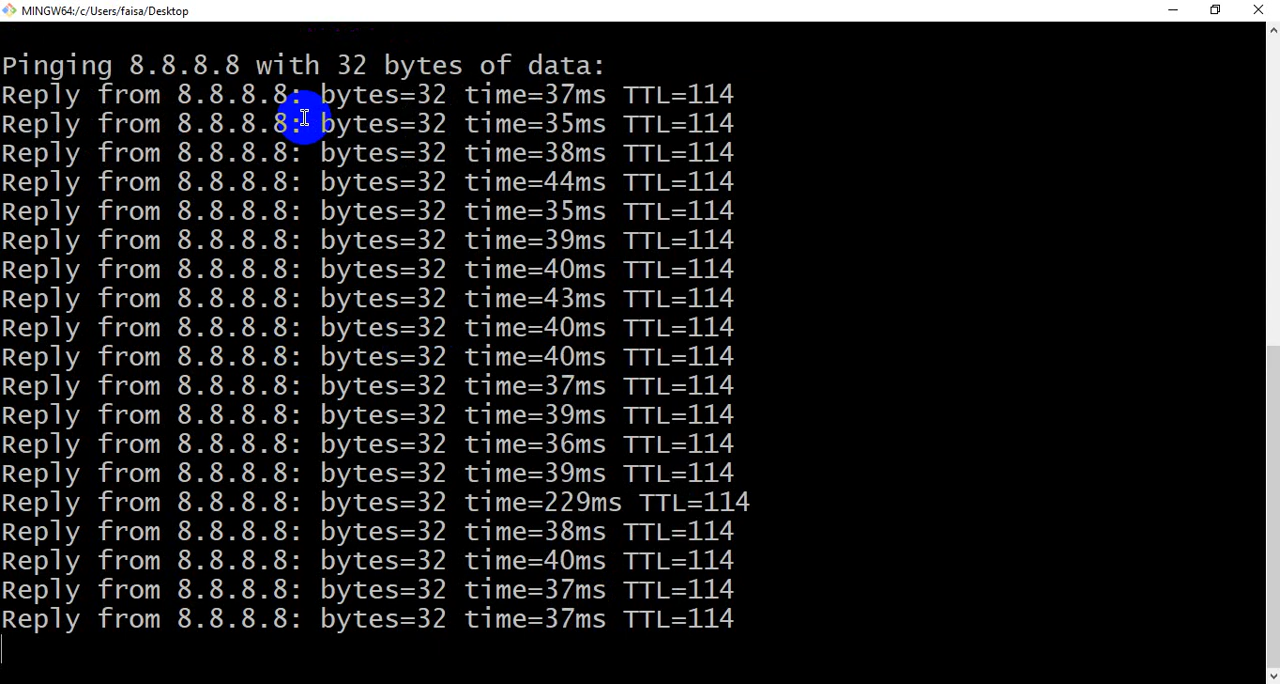 MINGW64:/c/Users/faisa/Desktop
Pinging 8.8.8.8 with 32 bytes of data:
Reply from 8.8.8.8: bytes=32 time=37ms TTL=114
Reply from 8.8.8.8: bytes=32 time=35ms TTL=114
Reply from 8.8.8.8: bytes=32 time=38ms TTL=114
Reply from 8.8.8.8: bytes=32 time=44ms TTL=114
Reply from 8.8.8.8: bytes=32 time=35ms TTL=114
Reply from 8.8.8.8: bytes=32 time=39ms TTL=114
Reply from 8.8.8.8: bytes=32 time=40ms TTL=114
Reply from 8.8.8.8: bytes=32 time=43ms TTL=114
Reply from 8.8.8.8: bytes=32 time=40ms TTL=114
Reply from 8.8.8.8: bytes=32 time=40ms TTL=114
Reply from 8.8.8.8: bytes=32 time=37ms TTL=114
Reply from 8.8.8.8: bytes=32 time=39ms TTL=114
Reply from 8.8.8.8: bytes=32 time=36ms TTL=114
Reply from 8.8.8.8: bytes=32 time=39ms TTL=114
Reply from 8.8.8.8: bytes=32 time=229ms TTL=114
Reply from 8.8.8.8: bytes=32 time=38ms TTL=114
Reply from 8.8.8.8: bytes=32 time=40ms TTL=114
Reply from 8.8.8.8: bytes=32 time=37ms TTL=114
Reply from 8.8.8.8: bytes=32 time=37ms TTL=114